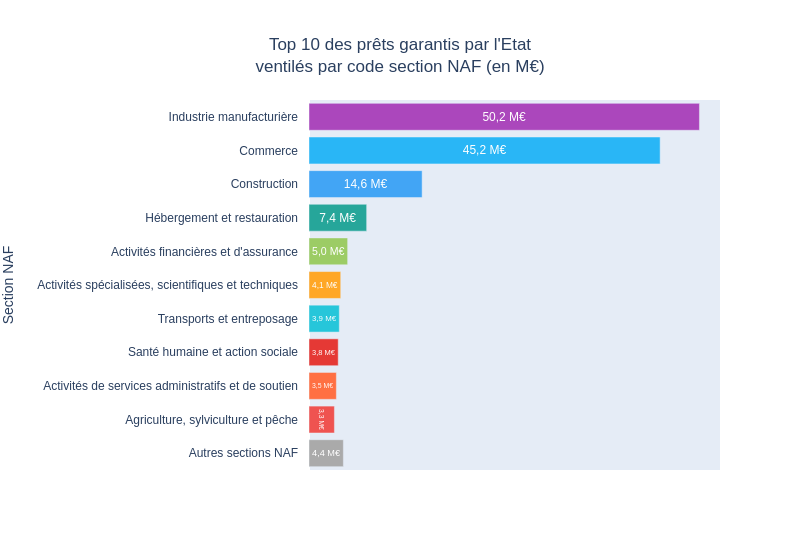 Top 10 des prêts garantis par l'Etat
ventilés par code section NAF (en M€)
Section NAF
Industrie manufacturière 50,2 M€
Commerce 45,2 M€
Construction 14,6 M€
Hébergement et restauration 7,4 M€
Activités financières et d'assurance 5,0 M€
Activités spécialisées, scientifiques et techniques 4,1 M€
Transports et entreposage 3,9 M€
Santé humaine et action sociale 3,8 M€
Activités de services administratifs et de soutien 3,5 M€
Agriculture, sylviculture et pêche 3,3 M€
Autres sections NAF 4,4 M€